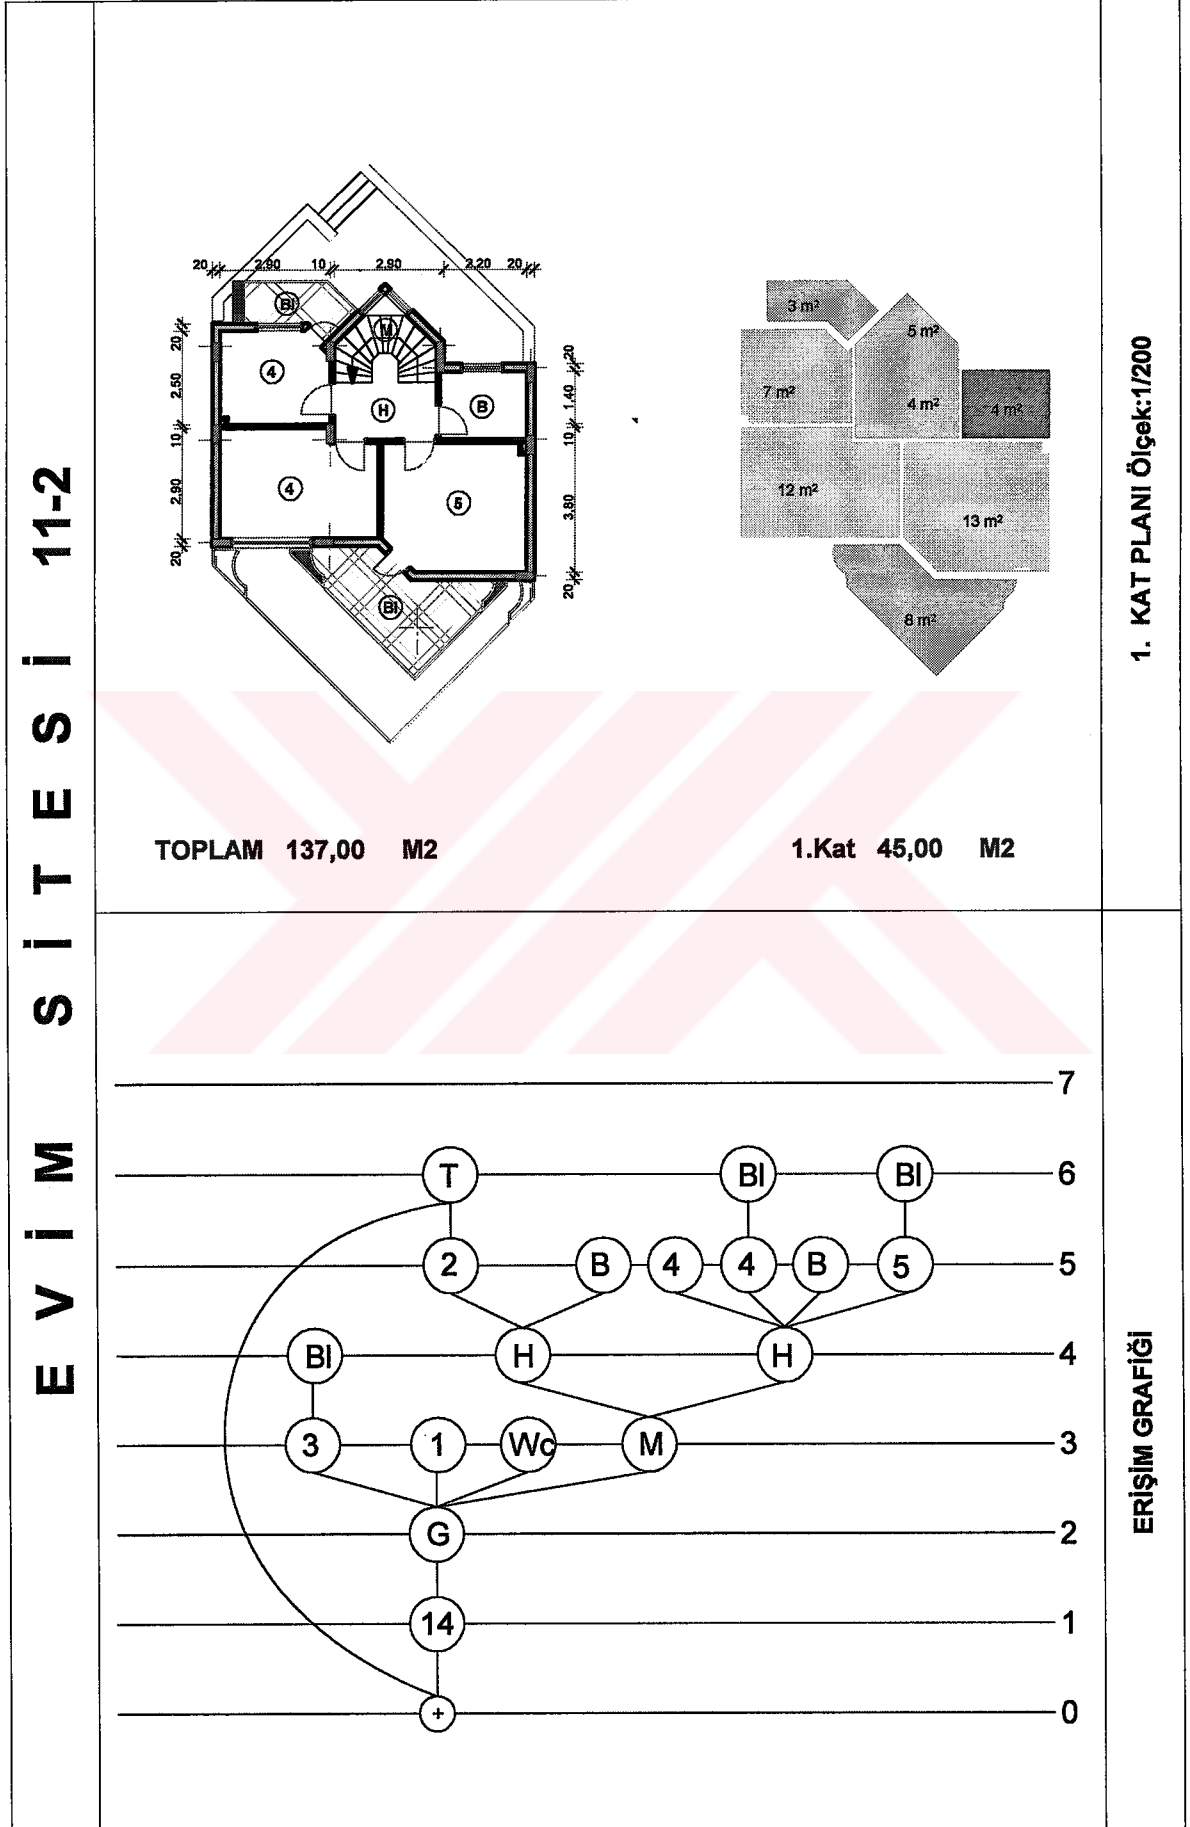 EVİM SİTESİ 11-2
20 2.90 10 2.90 2.20 20
20 2.50 10 2.90 20
20 1.40 10 3.80 20
Bl
M
4
H
B
4
5
Bl
3 m²
5 m²
7 m²
4 m²
4 m²
12 m²
13 m²
8 m²
1. KAT PLANI Ölçek:1/200
TOPLAM 137,00 M2
1.Kat 45,00 M2
7
T Bl Bl 6
2 B 4 4 B 5 5
Bl H H 4
3 1 Wc M 3
G 2
14 1
+ 0
ERİŞİM GRAFİĞİ